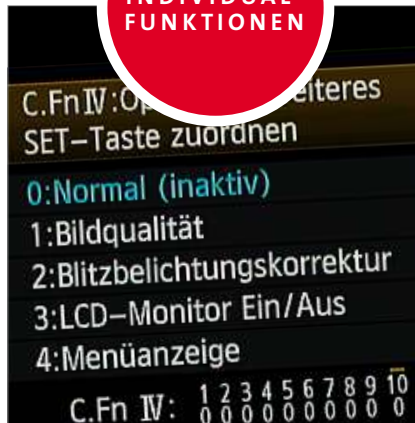 FUNKTIONEN
C.Fn IV: eiteres
SET-Taste zuordnen
0:Normal (inaktiv)
1:Bildqualität
2:Blitzbelichtungskorrektur
3:LCD-Monitor Ein/Aus
4:Menüanzeige
C.Fn IV: 1 2 3 4 5 6 7 8 9 10
0 0 0 0 0 0 0 0 0 0